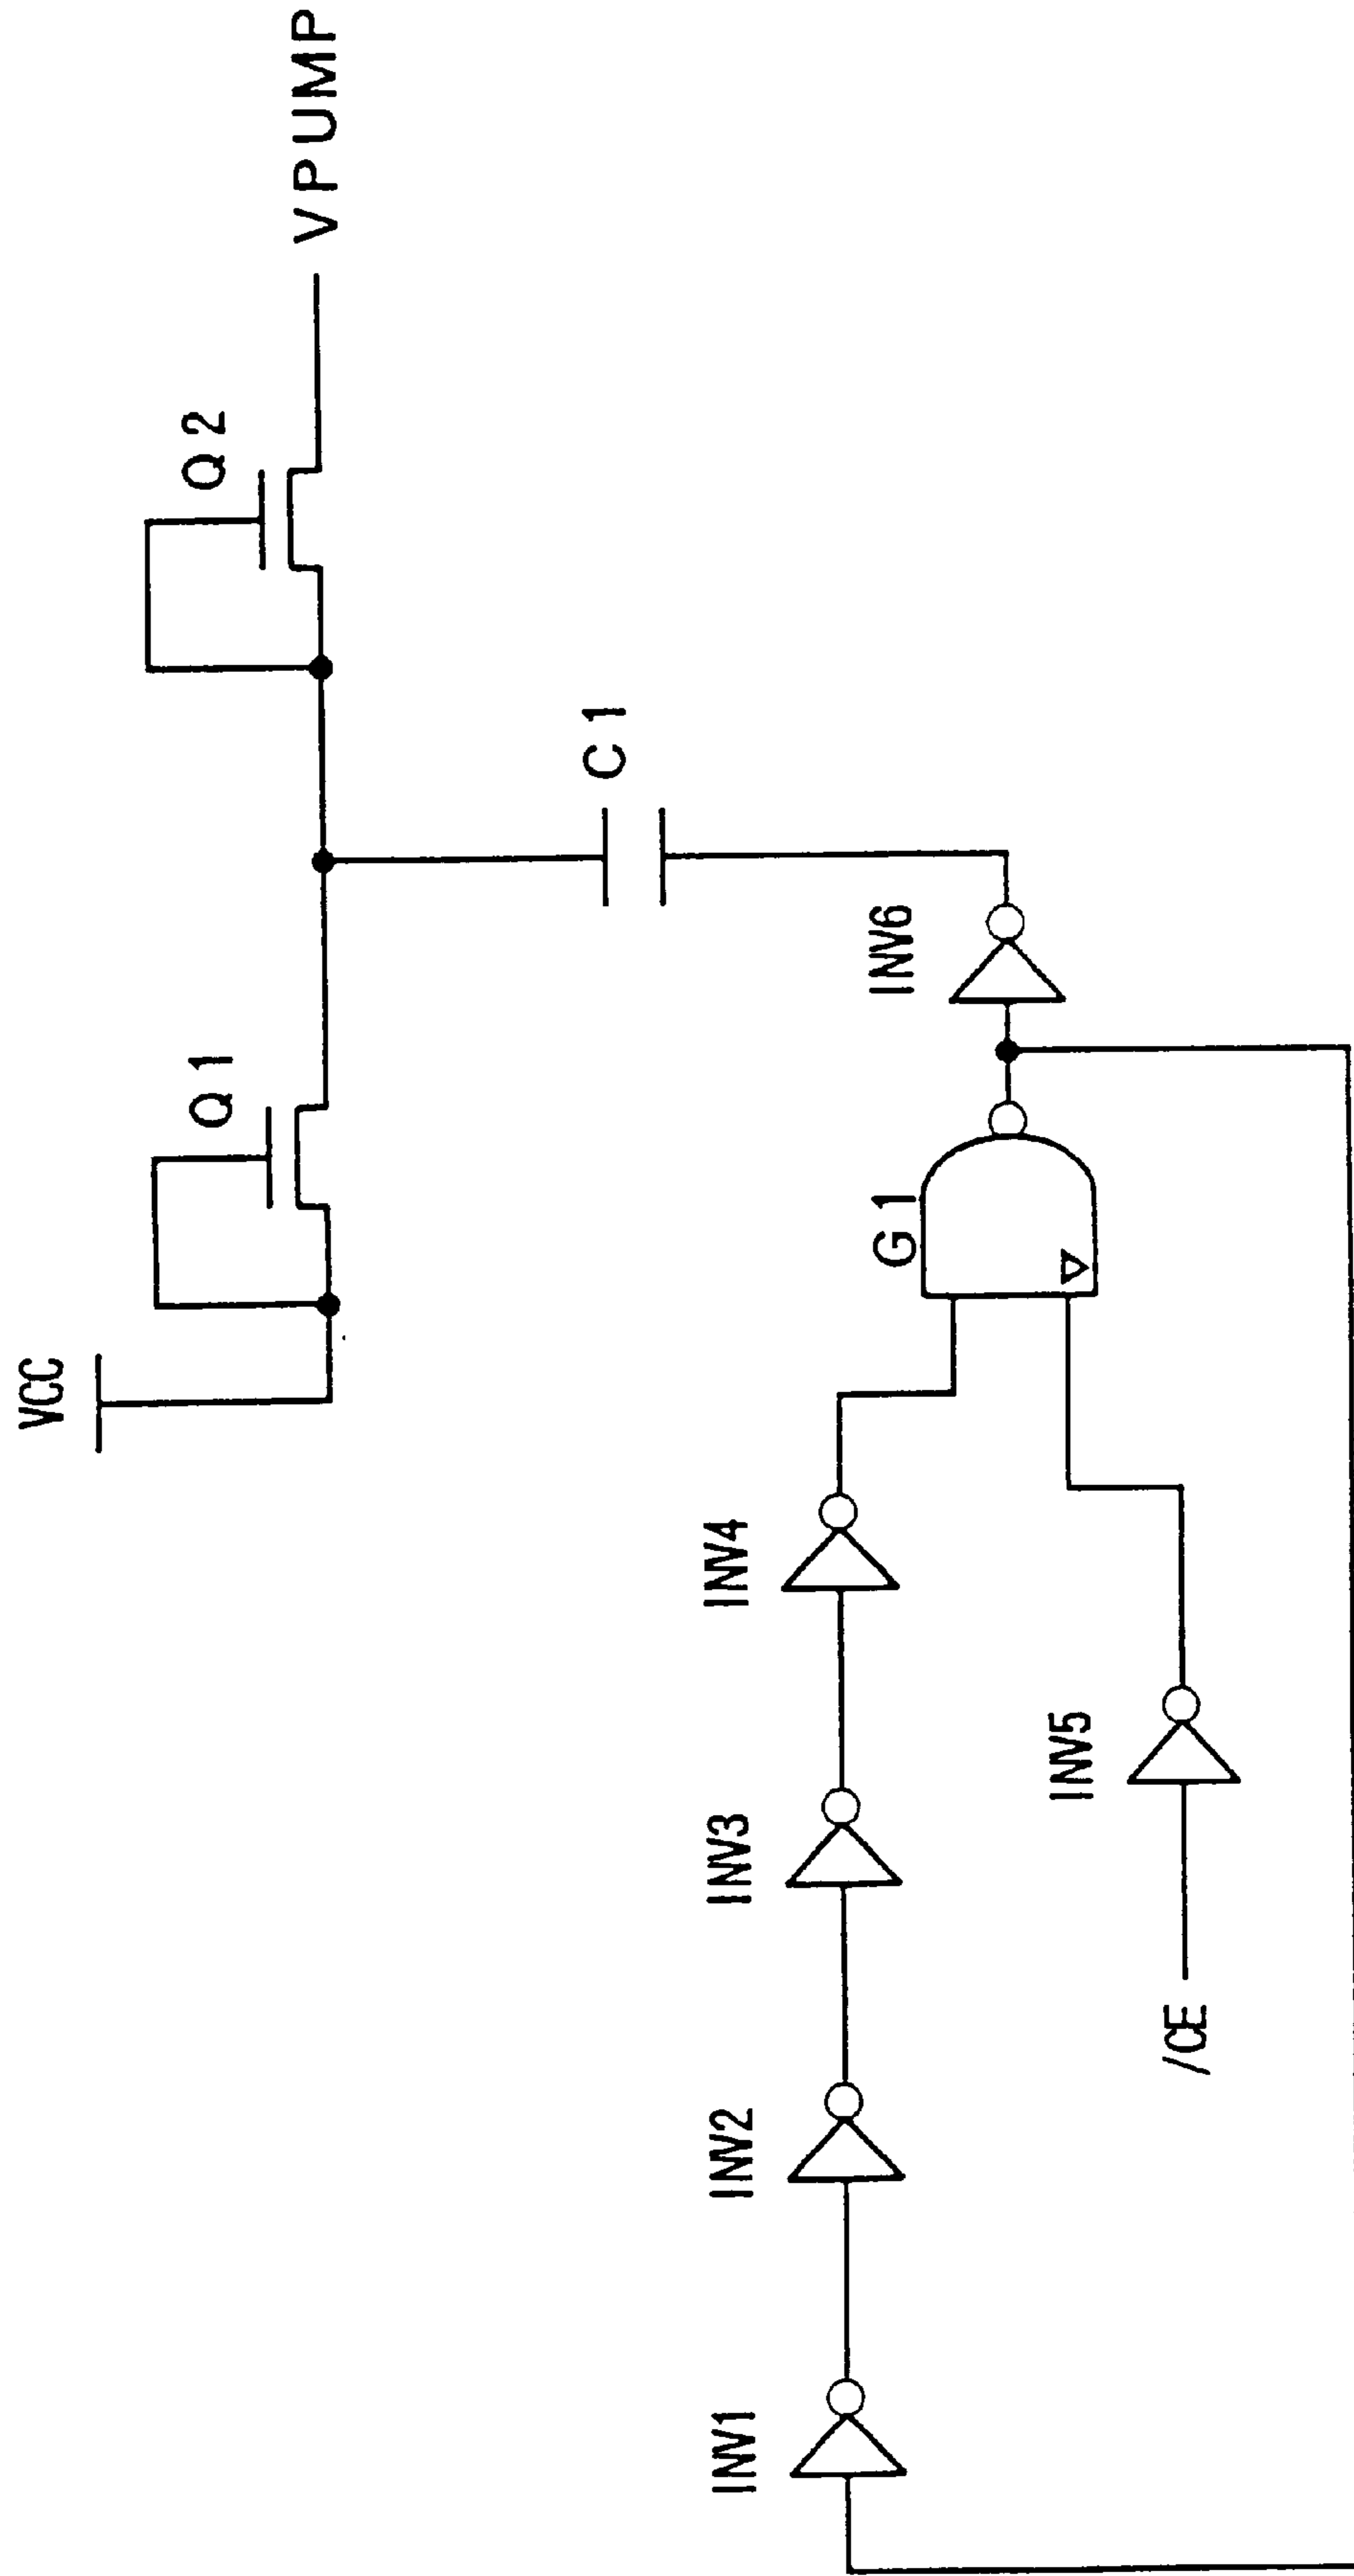 VCC
Q1
Q2
VPUMP
C1
INV1
INV2
INV3
INV4
G1
INV6
INV5
/CE